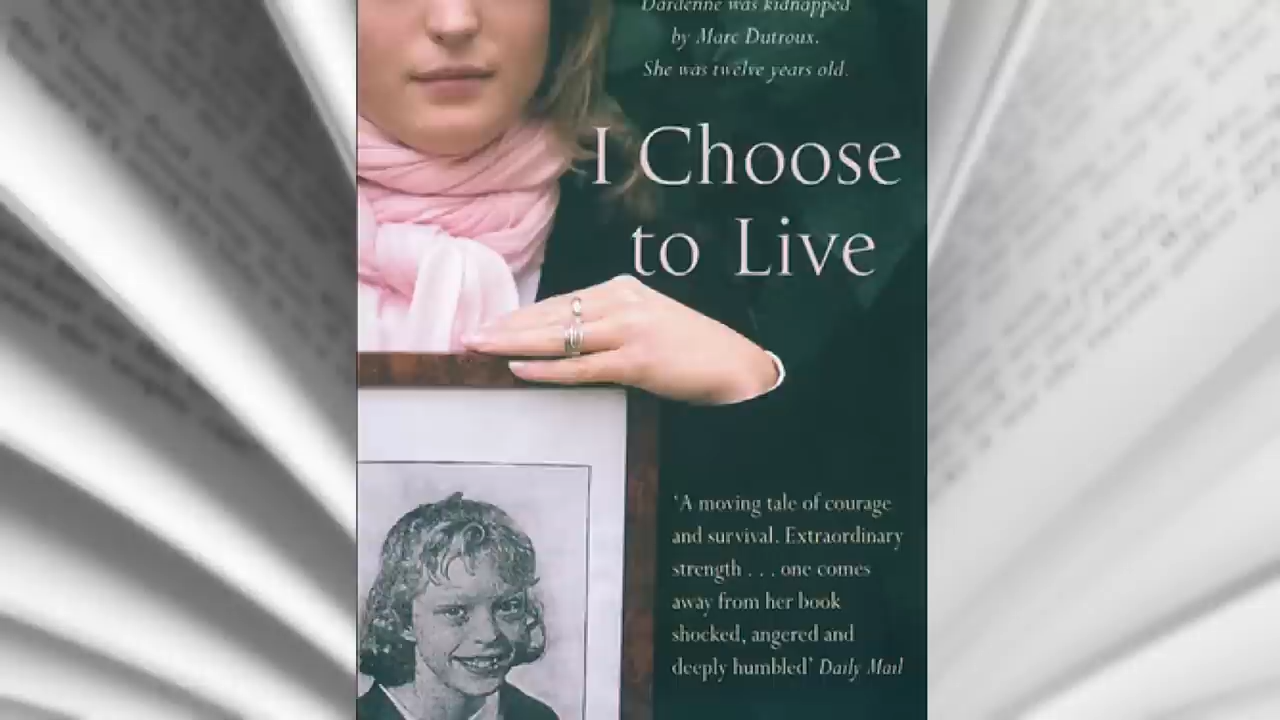 Dardenne was kidnapped
by Marc Dutroux.
She was twelve years old.
I Choose
to Live
‘A moving tale of courage
and survival. Extraordinary
strength . . . one comes
away from her book
shocked, angered and
deeply humbled’ Daily Mail